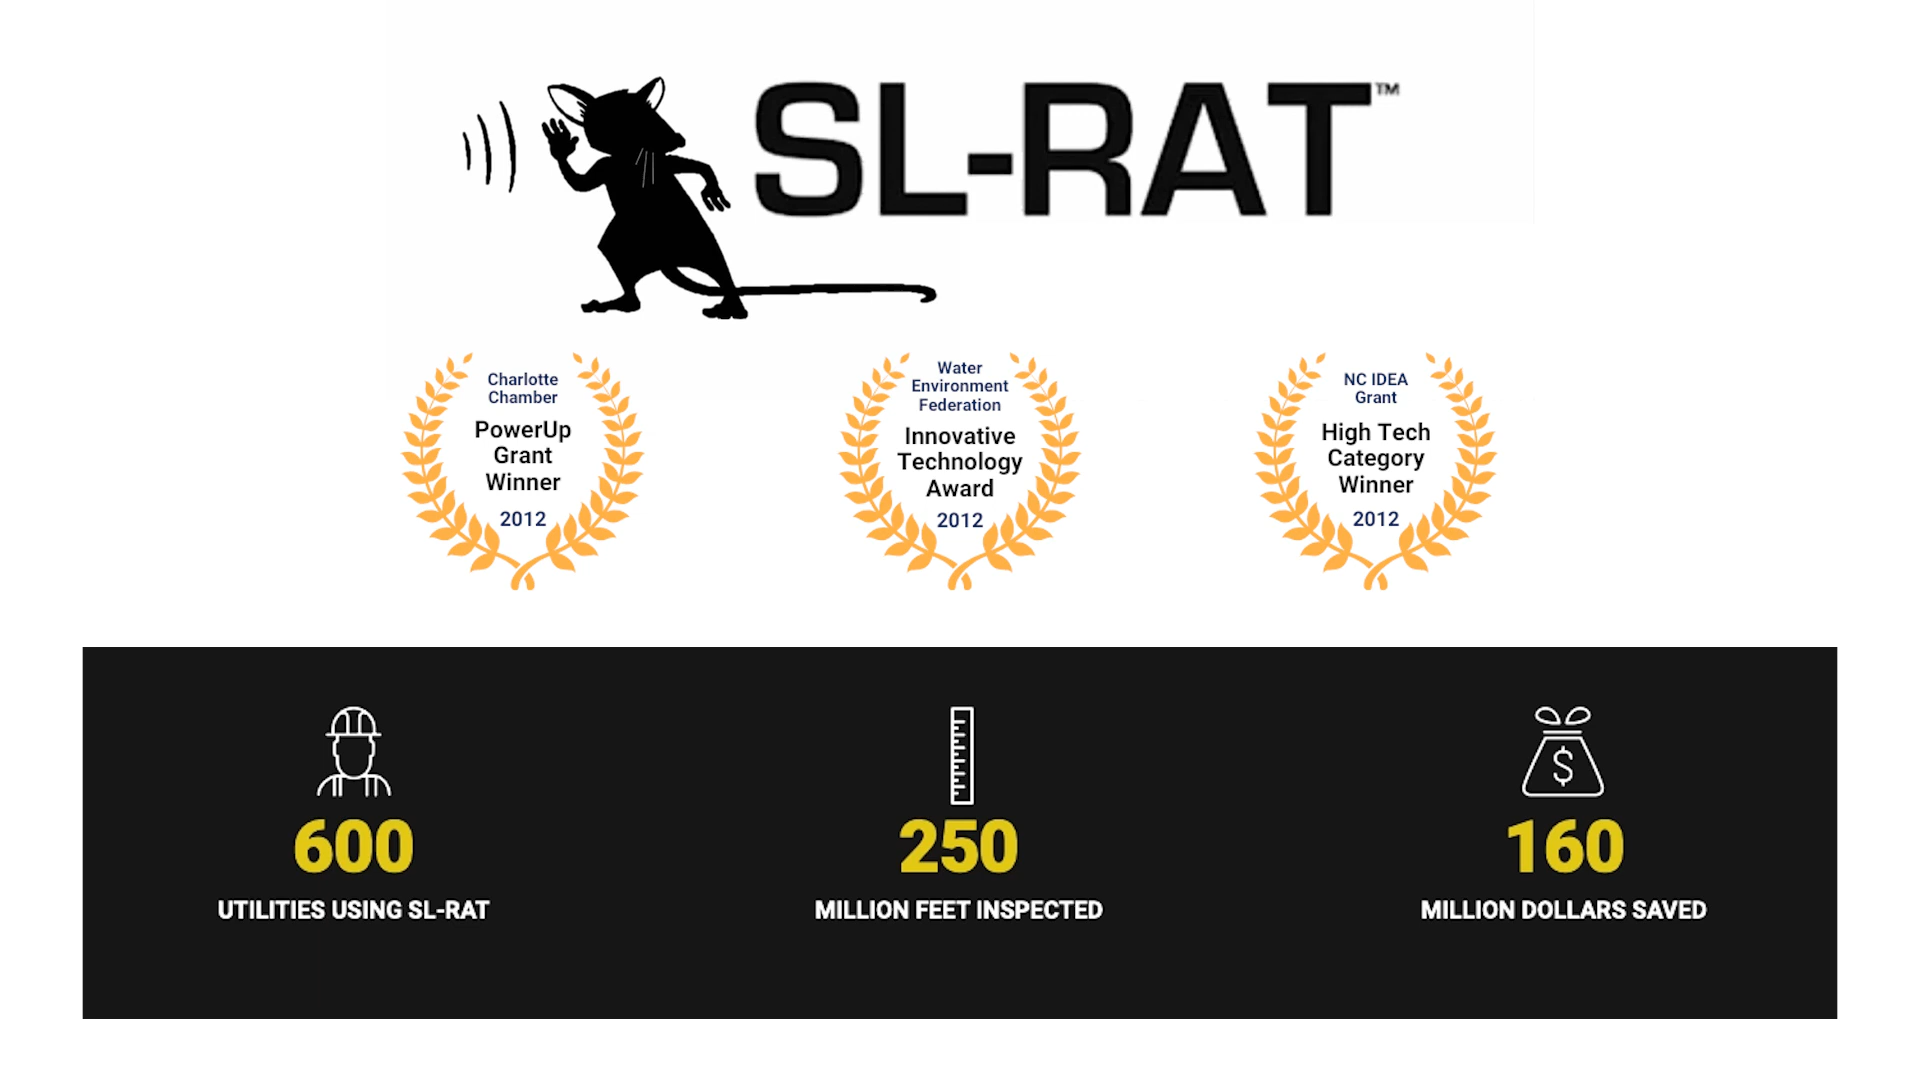 SL-RAT™
Charlotte
Chamber
PowerUp
Grant
Winner
2012
Water
Environment
Federation
Innovative
Technology
Award
2012
NC IDEA
Grant
High Tech
Category
Winner
2012
$
600
UTILITIES USING SL-RAT
250
MILLION FEET INSPECTED
160
MILLION DOLLARS SAVED